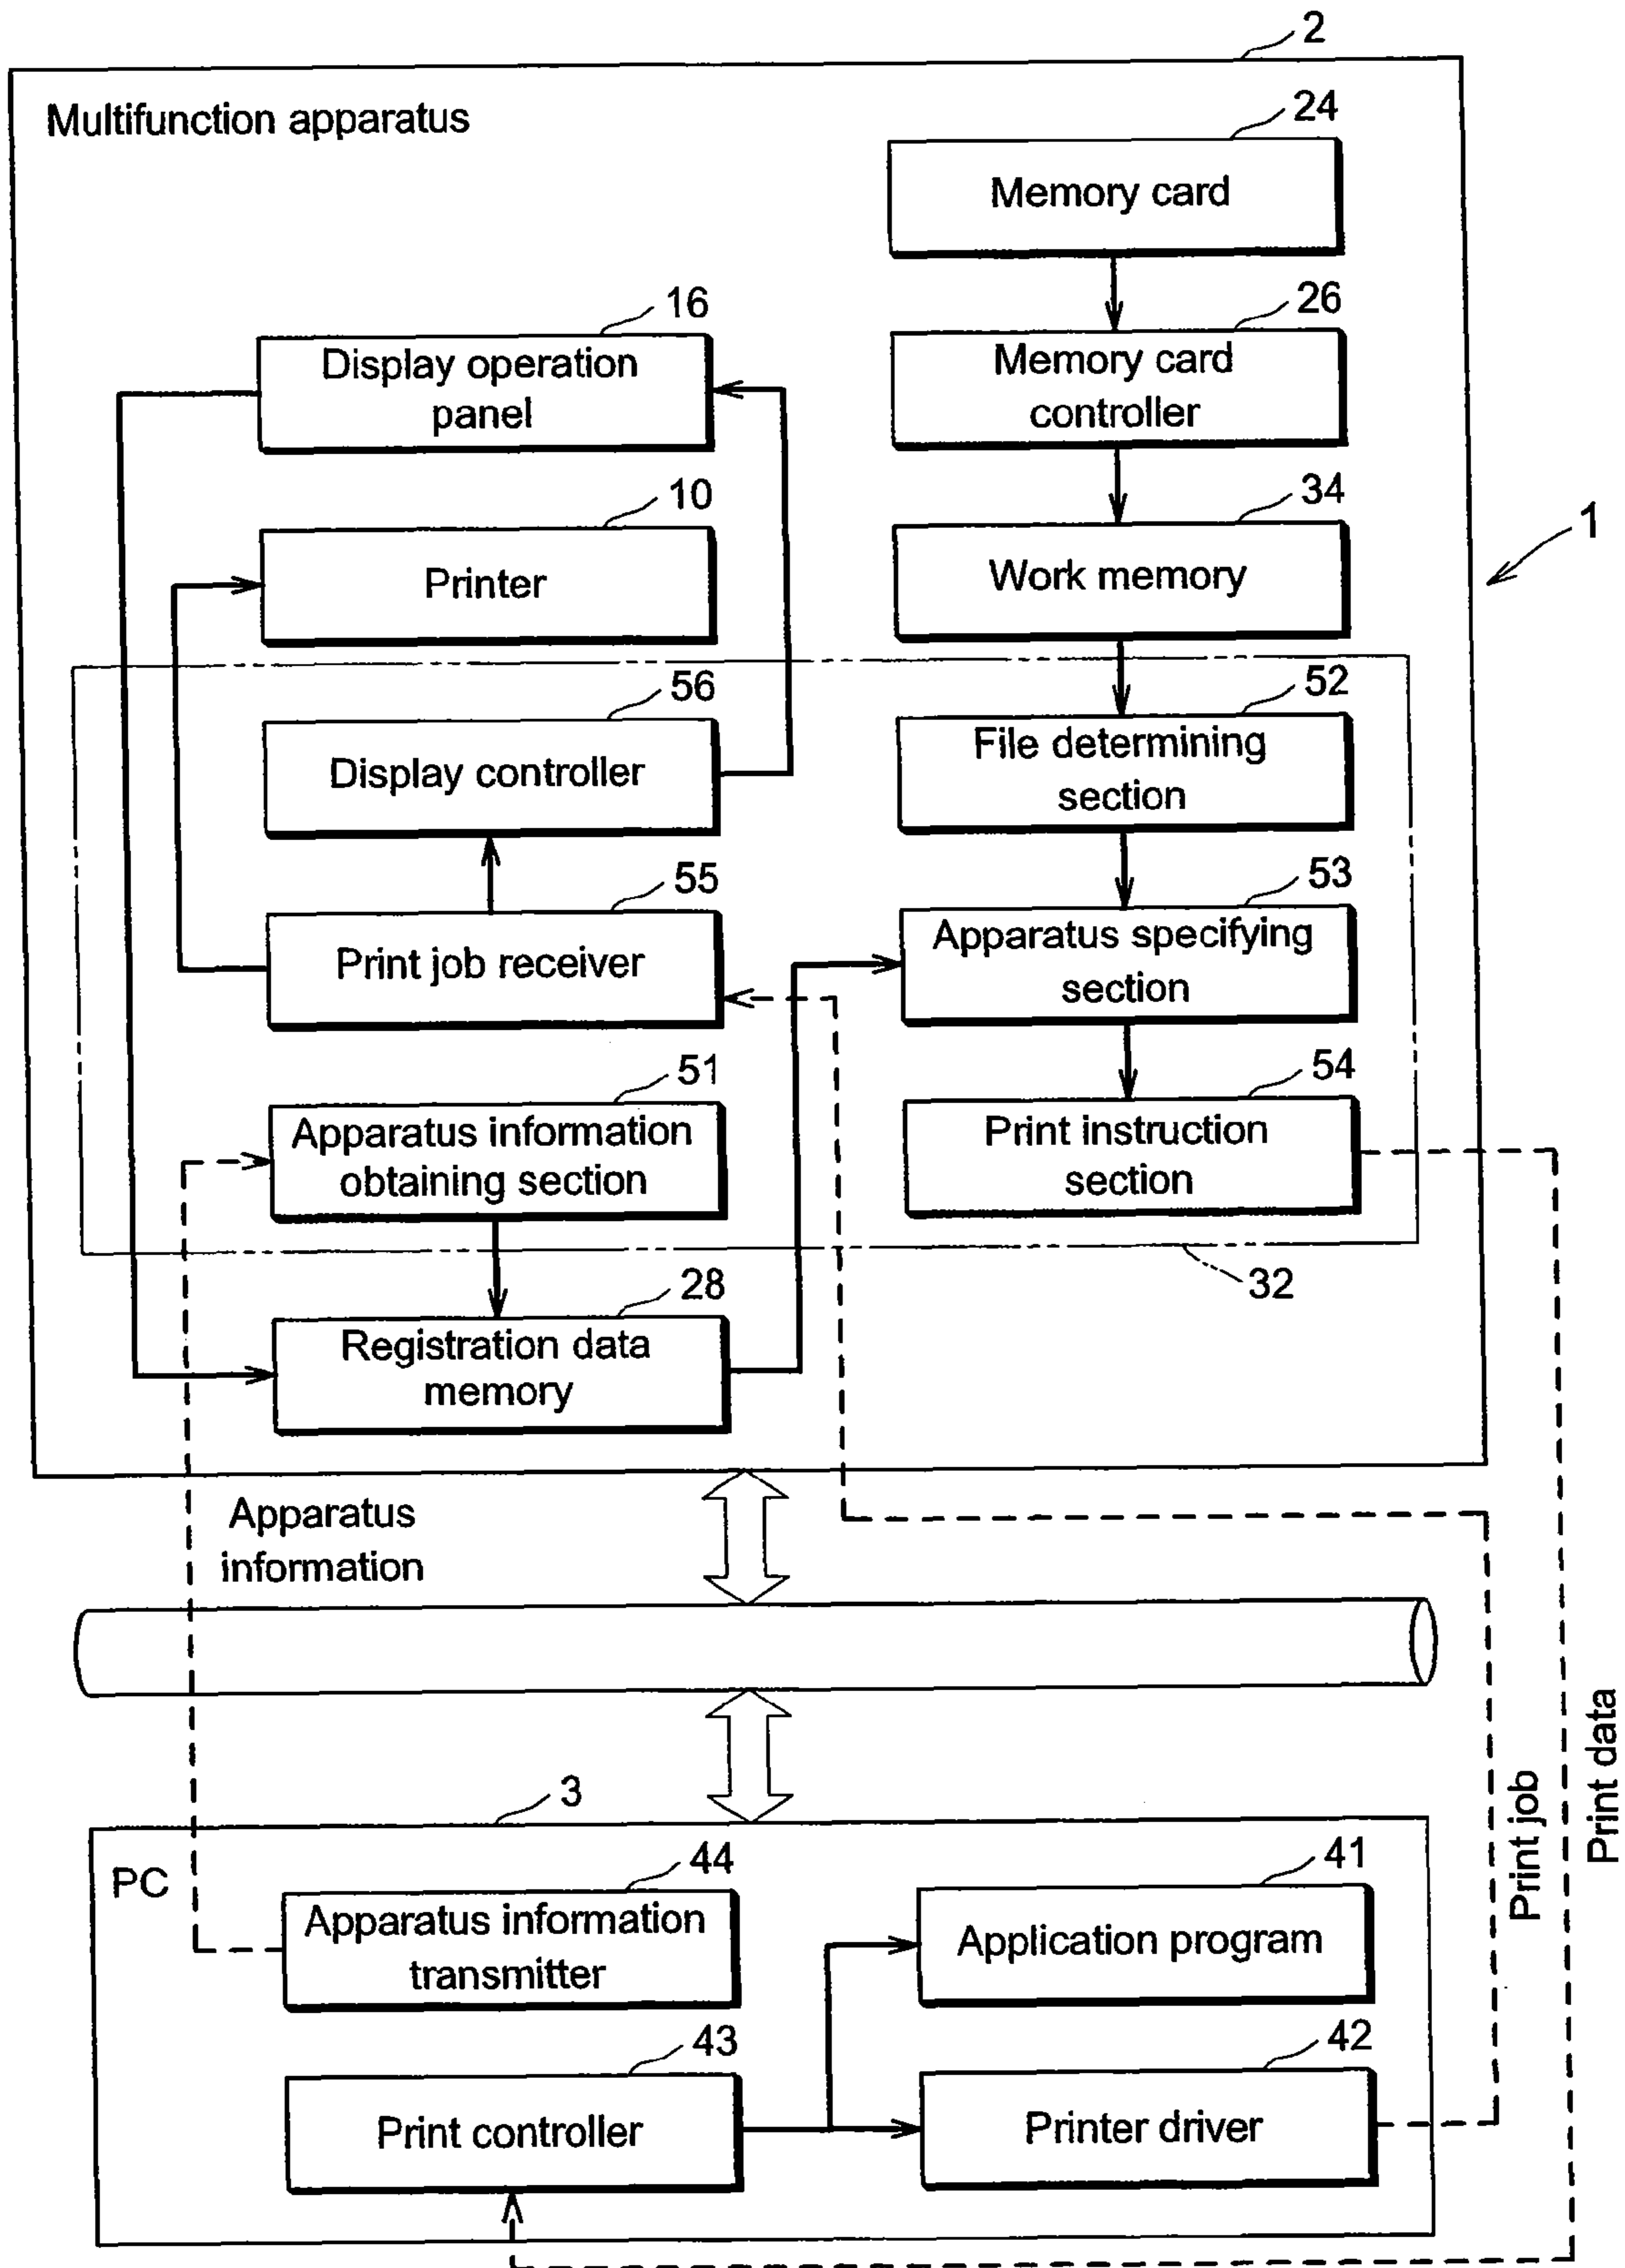 2
Multifunction apparatus
24
Memory card
16
Display operation
panel
26
Memory card
controller
10
Printer
34
Work memory
1
56
Display controller
52
File determining
section
55
Print job receiver
53
Apparatus specifying
section
51
Apparatus information
obtaining section
54
Print instruction
section
32
28
Registration data
memory
Apparatus
information
Print data
Print job
3
PC
44
Apparatus information
transmitter
41
Application program
43
Print controller
42
Printer driver